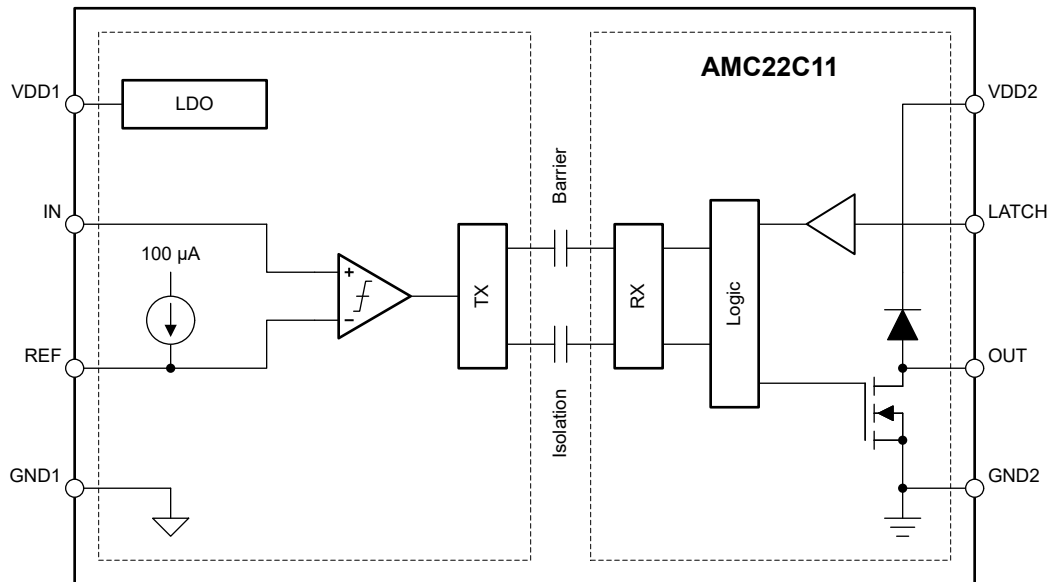 AMC22C11
VDD1
LDO
VDD2
Barrier
IN
LATCH
100 µA
+
−
TX
RX
Logic
REF
OUT
Isolation
GND1
GND2